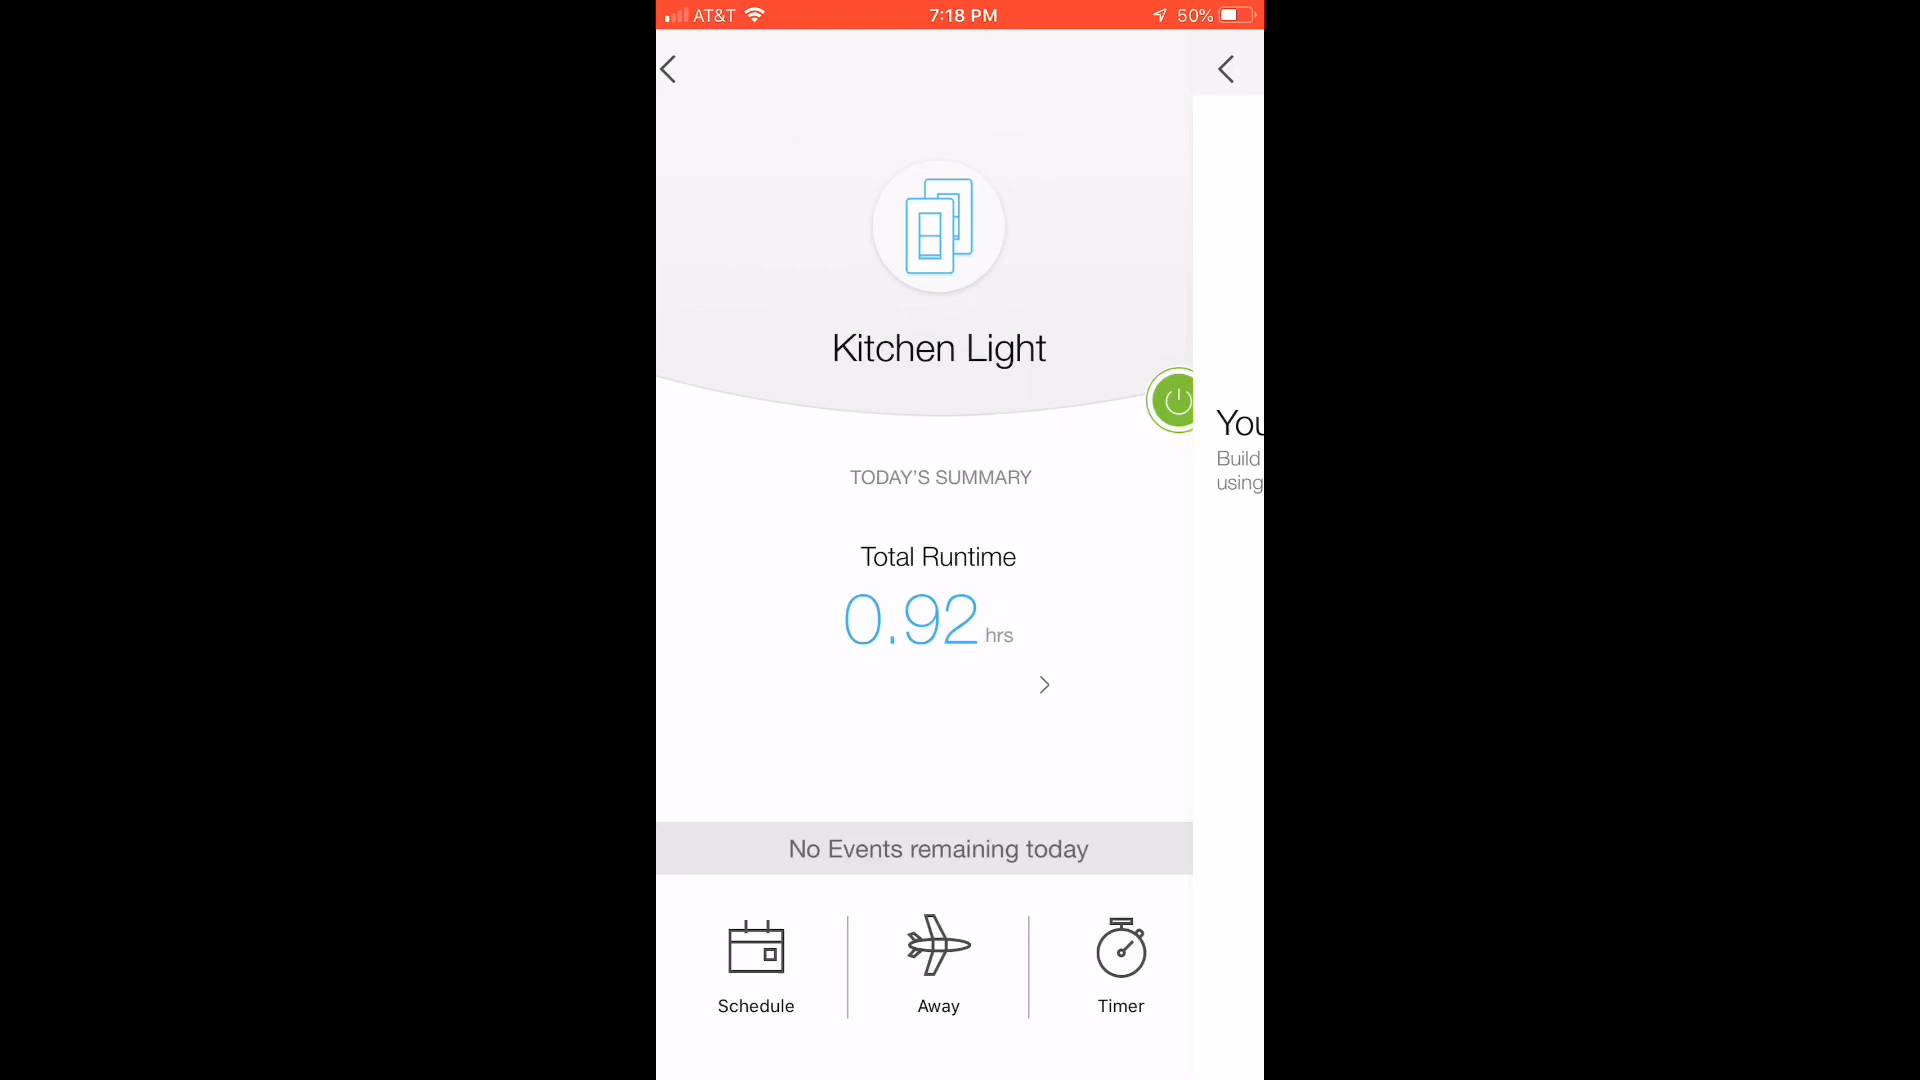 AT&T 7:18 PM 50%
Kitchen Light
You
Build
using
TODAY’S SUMMARY
Total Runtime
0.92 hrs
No Events remaining today
Schedule Away Timer